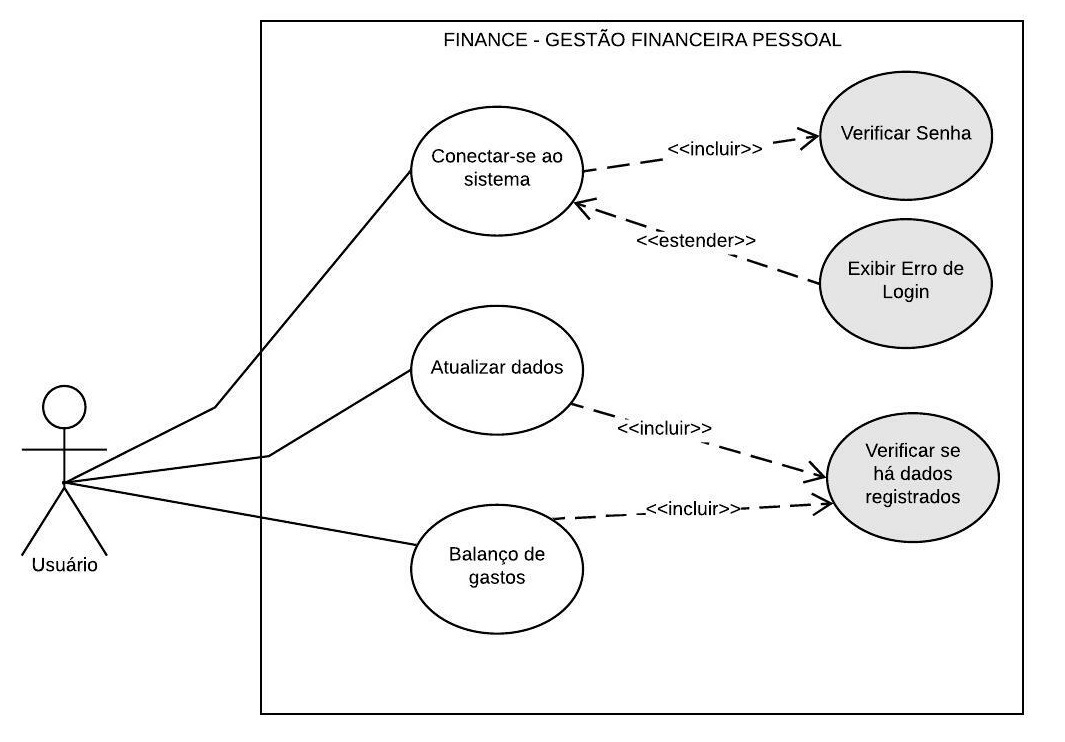 FINANCE - GESTÃO FINANCEIRA PESSOAL
Verificar Senha
Conectar-se ao
sistema
<<incluir>>
<<estender>>
Exibir Erro de
Login
Atualizar dados
<<incluir>>
Verificar se
há dados
registrados
<<incluir>>
Balanço de
gastos
Usuário